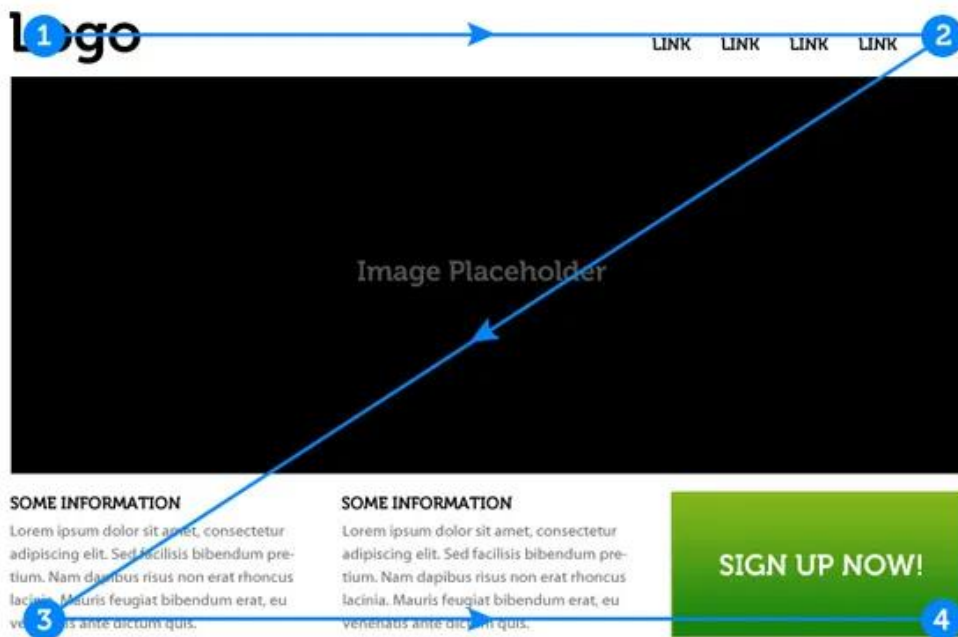 1
Logo
LINK LINK LINK LINK
2
Image Placeholder
SOME INFORMATION
Lorem ipsum dolor sit amet, consectetur
adipiscing elit. Sed facilisis bibendum pre-
tium. Nam dapibus risus non erat rhoncus
lacinia. Mauris feugiat bibendum erat, eu
venenatis ante dictum quis.
SOME INFORMATION
Lorem ipsum dolor sit amet, consectetur
adipiscing elit. Sed facilisis bibendum pre-
tium. Nam dapibus risus non erat rhoncus
lacinia. Mauris feugiat bibendum erat, eu
venenatis ante dictum quis.
SIGN UP NOW!
3
4